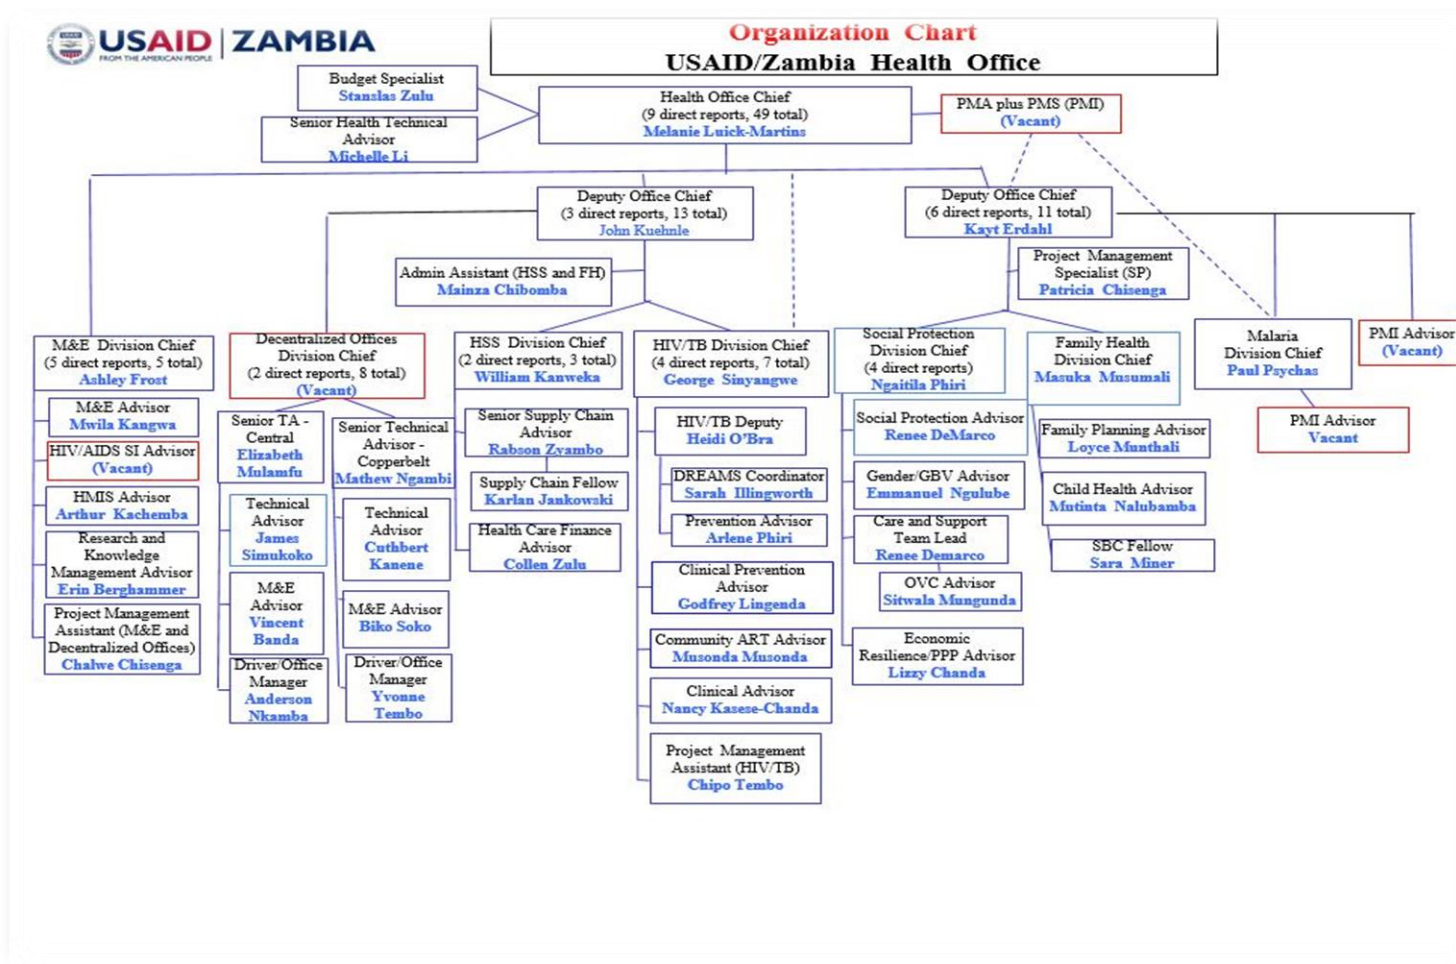 USAID | ZAMBIA
FROM THE AMERICAN PEOPLE
Organization Chart
USAID/Zambia Health Office
Budget Specialist
Stanslas Zulu
Senior Health Technical
Advisor
Michelle Li
Health Office Chief
(9 direct reports, 49 total)
Melanie Luick-Martins
PMA plus PMS (PMI)
(Vacant)
Deputy Office Chief
(3 direct reports, 13 total)
John Kuehnle
Deputy Office Chief
(6 direct reports, 11 total)
Kayt Erdahl
Admin Assistant (HSS and FH)
Mainza Chibomba
Project Management
Specialist (SP)
Patricia Chisenga
M&E Division Chief
(5 direct reports, 5 total)
Ashley Frost
M&E Advisor
Mwila Kangwa
HIV/AIDS SI Advisor
(Vacant)
HMIS Advisor
Arthur Kachemba
Research and
Knowledge
Management Advisor
Erin Berghammer
Project Management
Assistant (M&E and
Decentralized Offices)
Chalwe Chisenga
Decentralized Offices
Division Chief
(2 direct reports, 8 total)
(Vacant)
Senior TA -
Central
Elizabeth
Mulamfu
Technical
Advisor
James
Simukoko
M&E
Advisor
Vincent
Banda
Driver/Office
Manager
Anderson
Nkamba
Senior Technical
Advisor -
Copperbelt
Mathew Ngambi
Technical
Advisor
Cuthbert
Kanene
M&E Advisor
Biko Soko
Driver/Office
Manager
Yvonne
Tembo
HSS Division Chief
(2 direct reports, 3 total)
William Kanweka
Senior Supply Chain
Advisor
Rabson Zyambo
Supply Chain Fellow
Karlan Jankowski
Health Care Finance
Advisor
Collen Zulu
HIV/TB Division Chief
(4 direct reports, 7 total)
George Sinyangwe
HIV/TB Deputy
Heidi O'Bra
DREAMS Coordinator
Sarah Illingworth
Prevention Advisor
Arlene Phiri
Clinical Prevention
Advisor
Godfrey Lingenda
Community ART Advisor
Musonda Musonda
Clinical Advisor
Nancy Kasese-Chanda
Project Management
Assistant (HIV/TB)
Chipo Tembo
Social Protection
Division Chief
(4 direct reports)
Ngaitila Phiri
Social Protection Advisor
Renee DeMarco
Gender/GBV Advisor
Emmanuel Ngulube
Care and Support
Team Lead
Renee Demarco
OVC Advisor
Sitwala Mungunda
Economic
Resilience/PPP Advisor
Lizzy Chanda
Family Health
Division Chief
Masuka Musumali
Family Planning Advisor
Loyce Munthali
Child Health Advisor
Mutinta Nalubamba
SBC Fellow
Sara Miner
Malaria
Division Chief
Paul Psychas
PMI Advisor
Vacant
PMI Advisor
(Vacant)